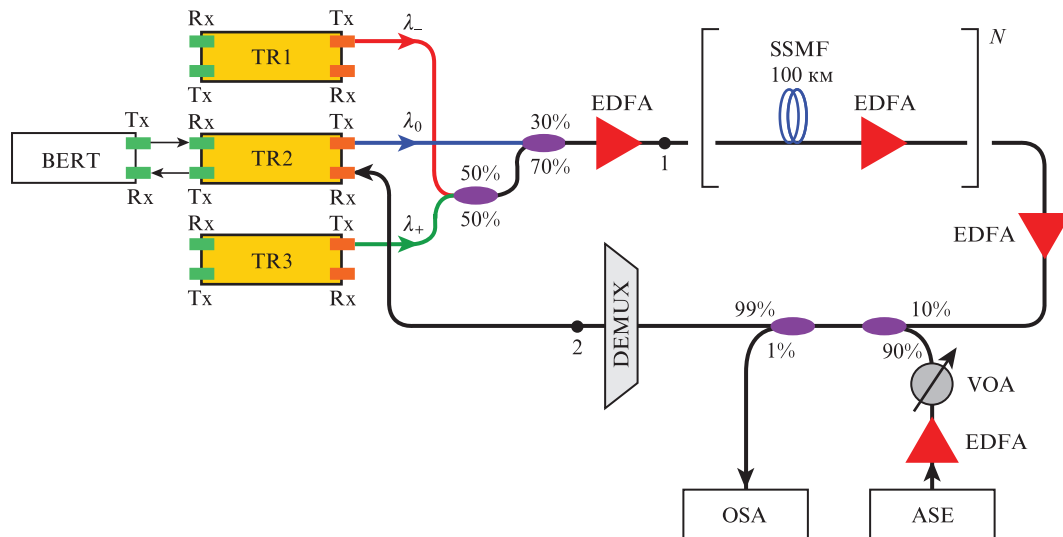 Rx
Tx
λ−
TR1
Tx
Rx
SSMF
100 км
N
EDFA
EDFA
Tx
Rx
Tx
λ0
30%
BERT
TR2
70%
1
Rx
Tx
Rx
50%
50%
Rx
Tx
λ+
TR3
Tx
Rx
EDFA
99%
10%
2
DEMUX
1%
90%
VOA
EDFA
OSA
ASE